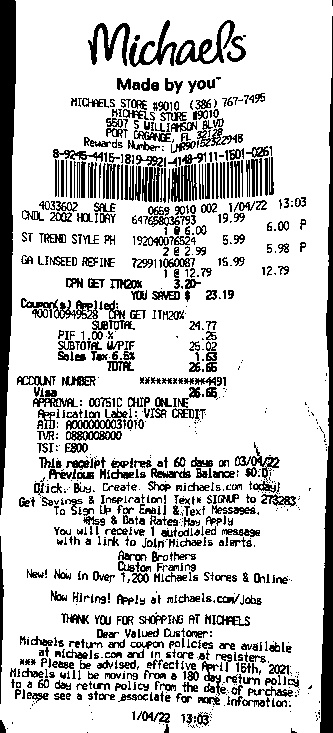 Michaels
Made by you™
MICHAELS STORE #9010 (386) 767-7495
MICHAELS STORE #9010
5507 S WILLIAMSON BLVD
PORT ORGANGE, FL 32128
Rewards Number:
8-9245-4416-1819-9921-4149-9111-1501-0261
4033602 SALE 0669 9010 002 1/04/22 13:03
CNDL 20OZ HOLIDAY 647658036793 19.99
1 @ 6.00 6.00 P
ST TREND STYLE PH 192040076524 5.99
2 @ 2.99 5.98 P
GA LINSEED REFINE 729911060087 15.99
1 @ 12.79 12.79
CPN GET ITM20% 3.20-
YOU SAVED $ 23.19
Coupon(s) Applied:
400100949528 CPN GET ITM20%
SUBTOTAL 24.77
PIF 1.00 % .25
SUBTOTAL W/PIF 25.02
Sales Tax 6.5% 1.63
TOTAL 26.65
ACCOUNT NUMBER ************4491
Visa 26.65
APPROVAL: 00751C CHIP ONLINE
Application Label: VISA CREDIT
AID: A0000000031010
TVR: 0880008000
TSI: E800
This receipt expires at 60 days on 03/04/22
Previous Michaels Rewards Balance: $0.0
Click. Buy. Create. Shop michaels.com today!
Get Savings & Inspiration! Text* SIGNUP to 273283
To Sign Up for Email & Text Messages.
*Msg & Data Rates May Apply
You will receive 1 autodialed message
with a link to Join Michaels alerts.
Aaron Brothers
Custom Framing
New! Now in Over 1,200 Michaels Stores & Online
Now Hiring! Apply at michaels.com/jobs
THANK YOU FOR SHOPPING AT MICHAELS
Dear Valued Customer:
Michaels return and coupon policies are available
at michaels.com and in store at registers.
*** Please be advised, effective April 16th, 2021
Michaels will be moving from a 180 day return policy
to a 60 day return policy from the date of purchase.
Please see a store associate for more information.
1/04/22 13:03